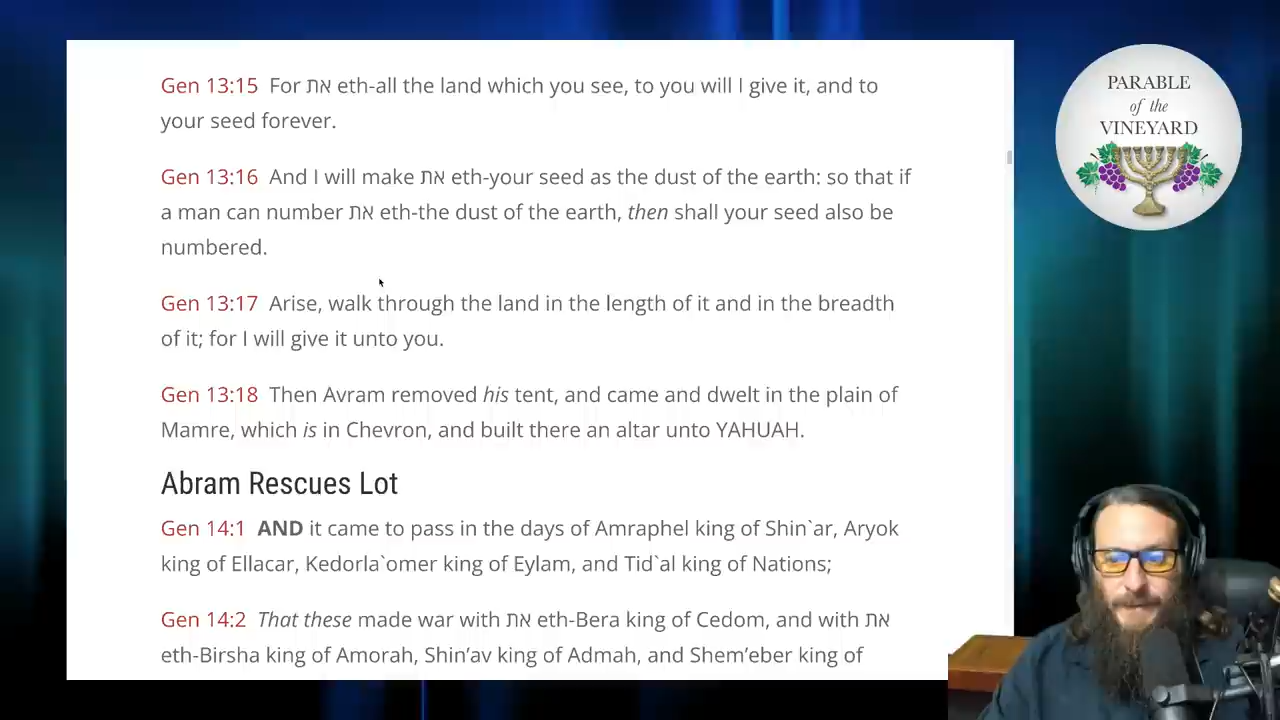 Gen 13:15 For את eth-all the land which you see, to you will I give it, and to
your seed forever.
Gen 13:16 And I will make את eth-your seed as the dust of the earth: so that if
a man can number את eth-the dust of the earth, then shall your seed also be
numbered.
Gen 13:17 Arise, walk through the land in the length of it and in the breadth
of it; for I will give it unto you.
Gen 13:18 Then Avram removed his tent, and came and dwelt in the plain of
Mamre, which is in Chevron, and built there an altar unto YAHUAH.
Abram Rescues Lot
Gen 14:1 AND it came to pass in the days of Amraphel king of Shin`ar, Aryok
king of Ellacar, Kedorla`omer king of Eylam, and Tid`al king of Nations;
Gen 14:2 That these made war with את eth-Bera king of Cedom, and with את
eth-Birsha king of Amorah, Shin’av king of Admah, and Shem’eber king of
PARABLE
of the
VINEYARD